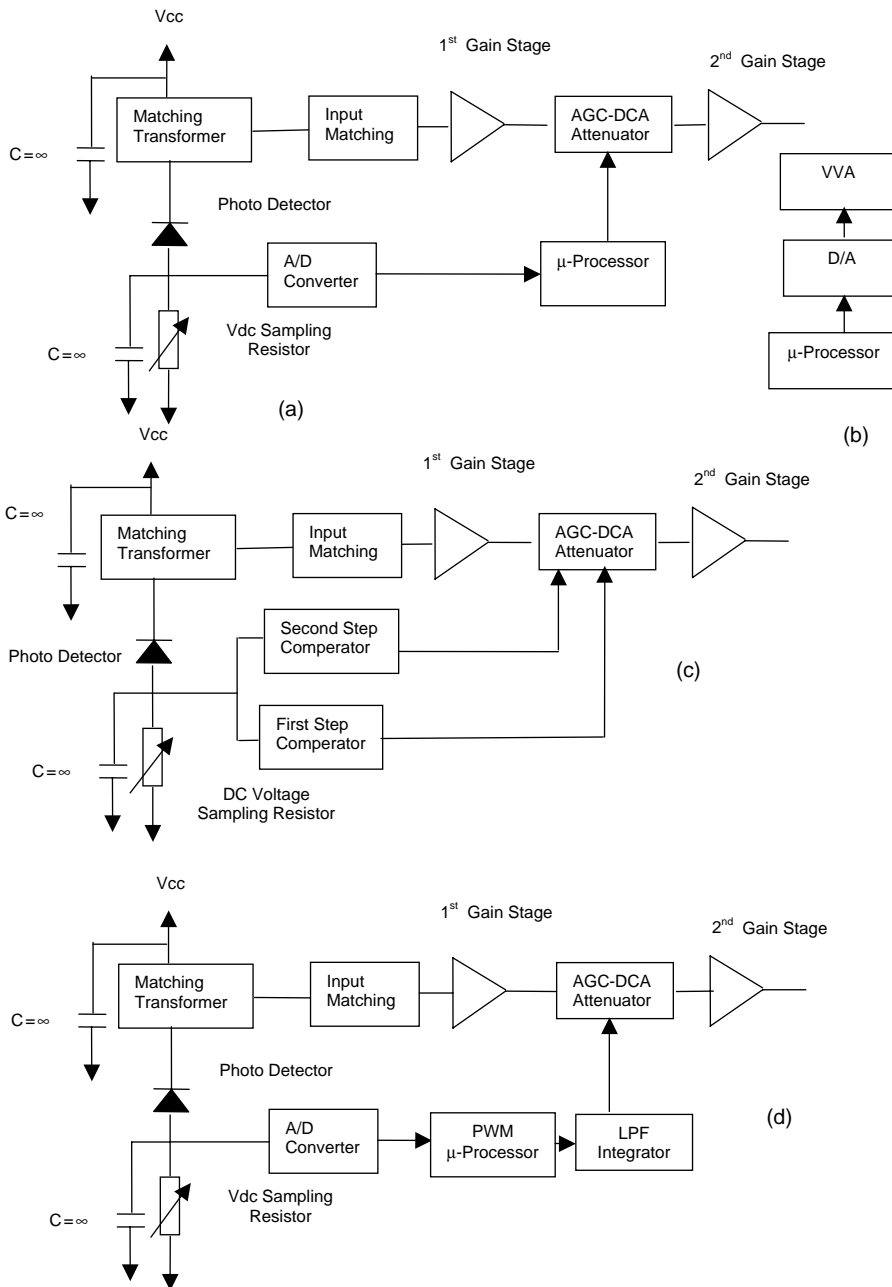 Vcc
1st Gain Stage
2nd Gain Stage
Matching
Transformer
Input
Matching
AGC-DCA
Attenuator
C=∞
VVA
Photo Detector
A/D
Converter
μ-Processor
D/A
C=∞
Vdc Sampling
Resistor
μ-Processor
(a)
(b)
Vcc
1st Gain Stage
2nd Gain Stage
C=∞
Matching
Transformer
Input
Matching
AGC-DCA
Attenuator
Second Step
Comperator
Photo Detector
(c)
First Step
Comperator
C=∞
DC Voltage
Sampling Resistor
Vcc
1st Gain Stage
2nd Gain Stage
Matching
Transformer
Input
Matching
AGC-DCA
Attenuator
C=∞
Photo Detector
(d)
A/D
Converter
PWM
μ-Processor
LPF
Integrator
Vdc Sampling
Resistor
C=∞